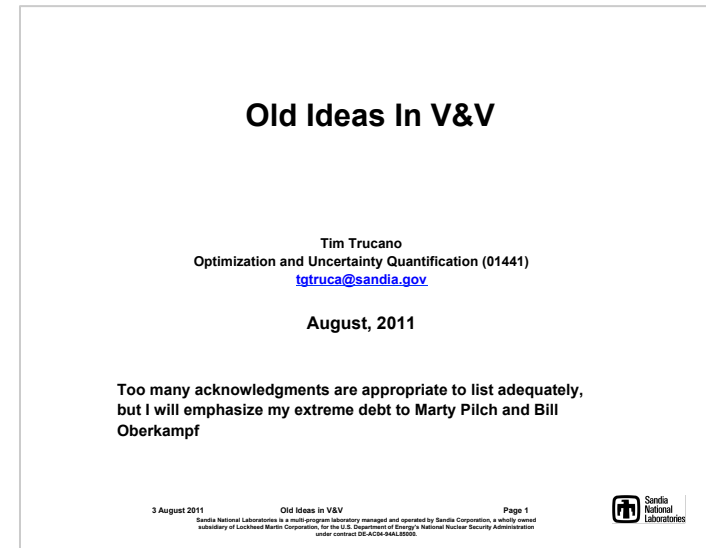 Old Ideas In V&V
Tim Trucano
Optimization and Uncertainty Quantification (01441)
tgtruca@sandia.gov
August, 2011
Too many acknowledgments are appropriate to list adequately,
but I will emphasize my extreme debt to Marty Pilch and Bill
Oberkampf
3 August 2011 Old Ideas in V&V Page 1
Sandia National Laboratories is a multi-program laboratory managed and operated by Sandia Corporation, a wholly owned
subsidiary of Lockheed Martin Corporation, for the U.S. Department of Energy's National Nuclear Security Administration
under contract DE-AC04-94AL85000.
Sandia
National
Laboratories